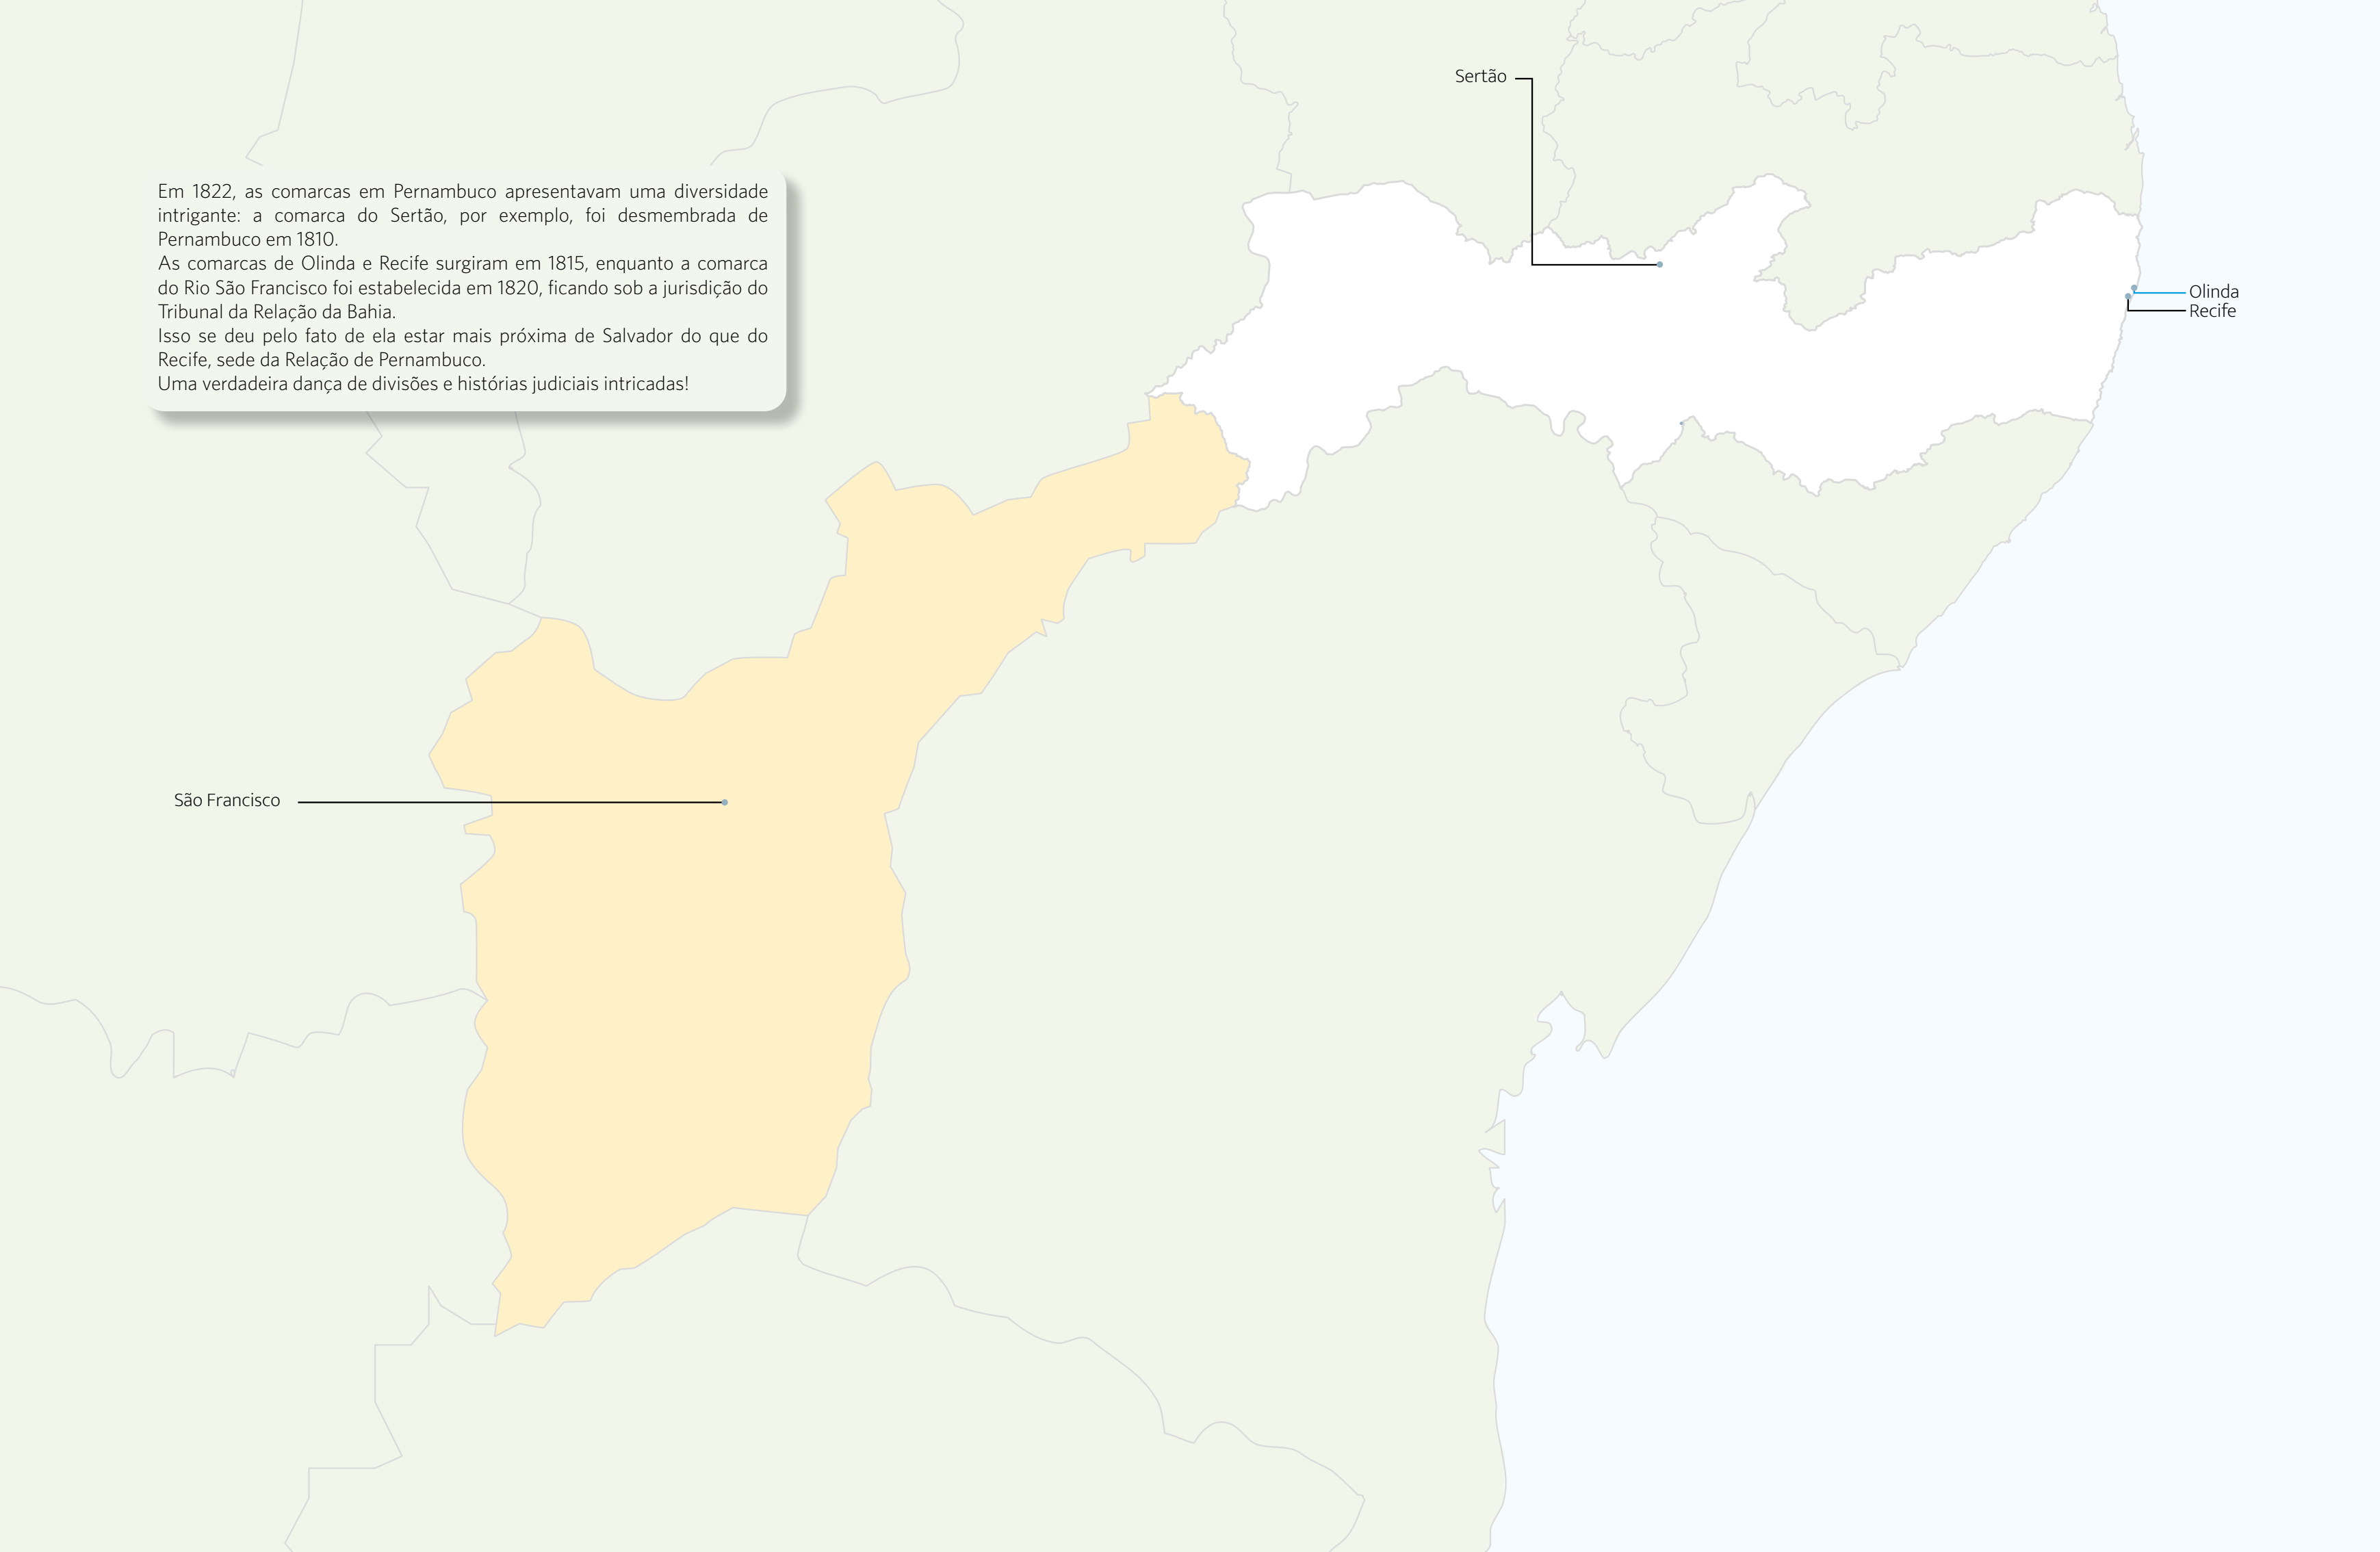 Sertão
Em 1822, as comarcas em Pernambuco apresentavam uma diversidade
intrigante: a comarca do Sertão, por exemplo, foi desmembrada de
Pernambuco em 1810.
As comarcas de Olinda e Recife surgiram em 1815, enquanto a comarca
do Rio São Francisco foi estabelecida em 1820, ficando sob a jurisdição do
Tribunal da Relação da Bahia.
Isso se deu pelo fato de ela estar mais próxima de Salvador do que do
Recife, sede da Relação de Pernambuco.
Uma verdadeira dança de divisões e histórias judiciais intricadas!
Olinda
Recife
São Francisco